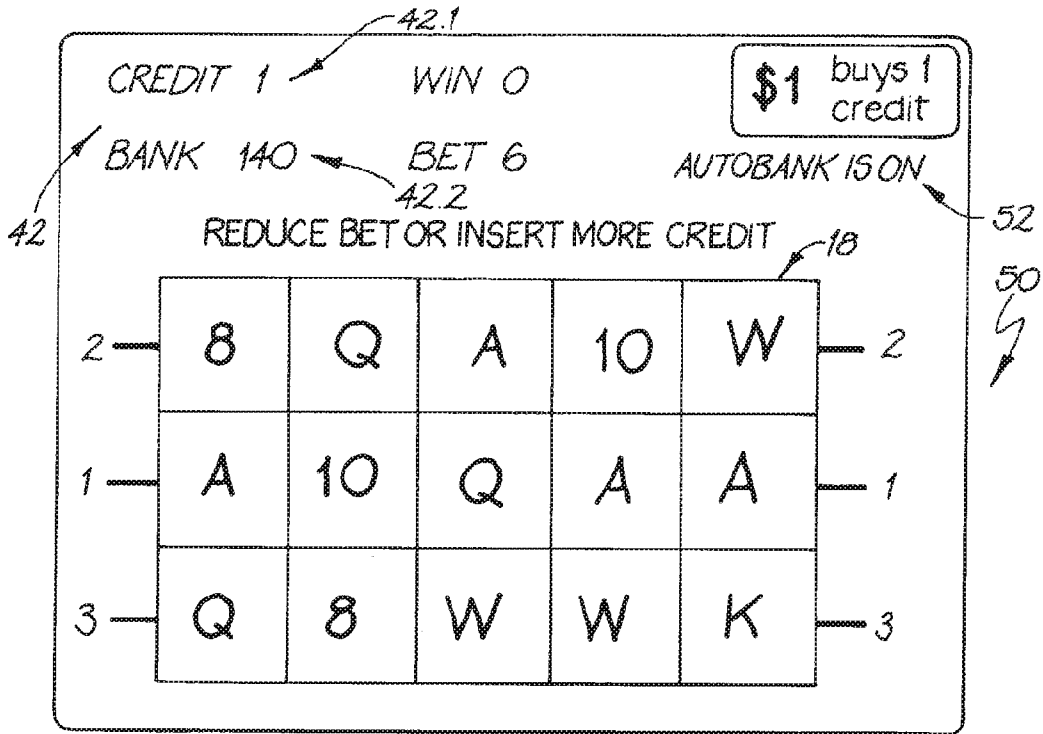 42.1
CREDIT 1 WIN 0 $1 buys 1
credit
BANK 140 BET 6 AUTOBANK IS ON
42 42.2 52
REDUCE BET OR INSERT MORE CREDIT 18
50
2 8 Q A 10 W 2
1 A 10 Q A A 1
3 Q 8 W W K 3